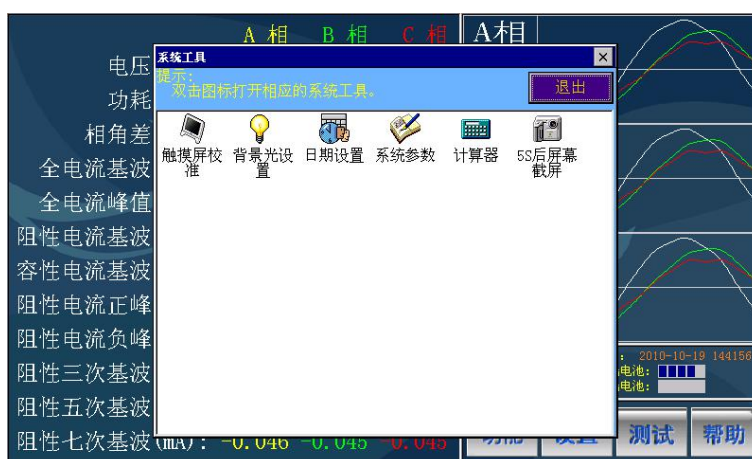 A 相 B 相 C 相 A相
系统工具
电压
提示:
双击图标打开相应的系统工具。
退出
功耗
相角差
触摸屏校准
背景光设置
日期设置
系统参数
计算器
5S后屏幕截屏
全电流基波
全电流峰值
阻性电流基波
容性电流基波
阻性电流正峰
阻性电流负峰
: 2010-10-19 144156
阻性三次基波
电池:
电池:
阻性五次基波
阻性七次基波(mA): -0.046 -0.045 -0.045
测试 帮助